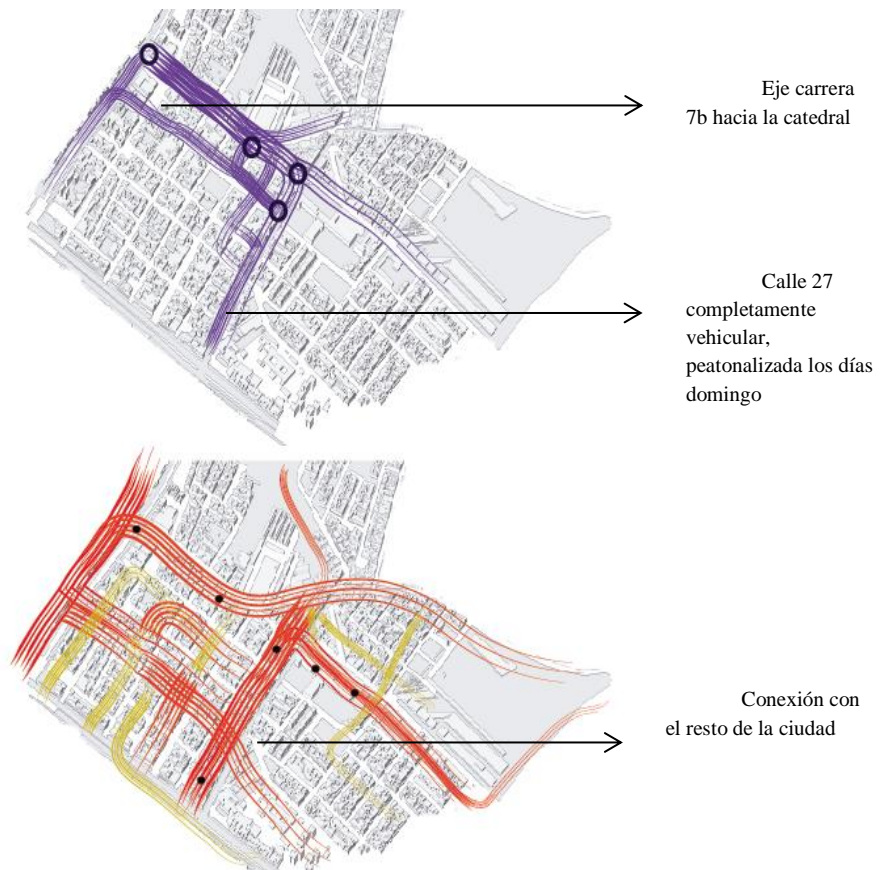 Eje carrera
7b hacia la catedral
Calle 27
completamente
vehicular,
peatonalizada los días
domingo
Conexión con
el resto de la ciudad